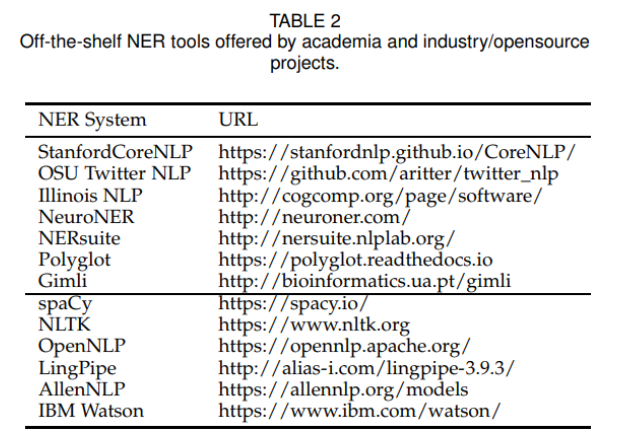 TABLE 2
Off-the-shelf NER tools offered by academia and industry/opensource
projects.
NER System URL
StanfordCoreNLP https://stanfordnlp.github.io/CoreNLP/
OSU Twitter NLP https://github.com/aritter/twitter_nlp
Illinois NLP http://cogcomp.org/page/software/
NeuroNER http://neuroner.com/
NERsuite http://nersuite.nlplab.org/
Polyglot https://polyglot.readthedocs.io
Gimli http://bioinformatics.ua.pt/gimli
spaCy https://spacy.io/
NLTK https://www.nltk.org
OpenNLP https://opennlp.apache.org/
LingPipe http://alias-i.com/lingpipe-3.9.3/
AllenNLP https://allennlp.org/models
IBM Watson https://www.ibm.com/watson/